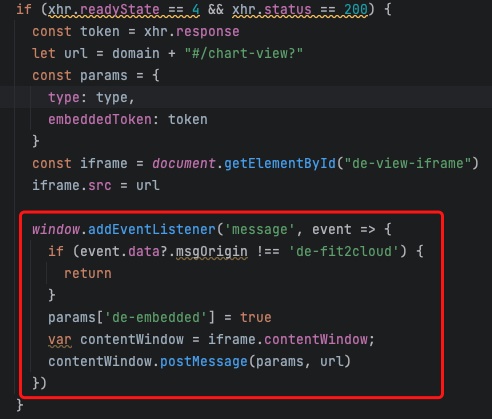 if (xhr.readyState == 4 && xhr.status == 200) {
const token = xhr.response
let url = domain + "#/chart-view?"
const params = {
type: type,
embeddedToken: token
}
const iframe = document.getElementById("de-view-iframe")
iframe.src = url
window.addEventListener('message', event => {
if (event.data?.msgOrigin !== 'de-fit2cloud') {
return
}
params['de-embedded'] = true
var contentWindow = iframe.contentWindow;
contentWindow.postMessage(params, url)
})
}